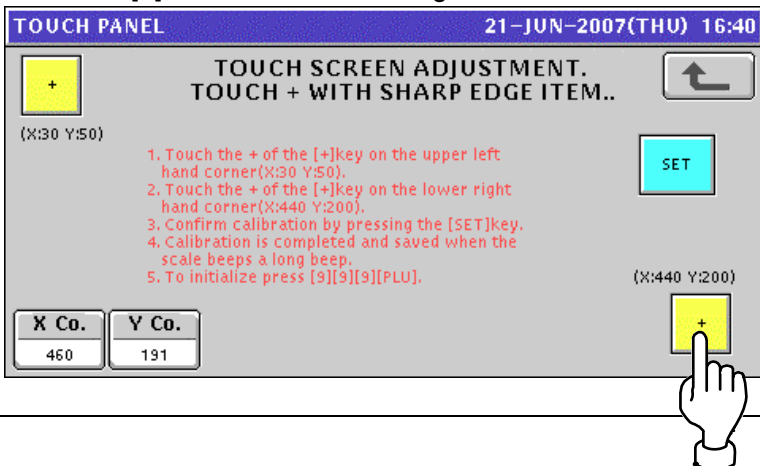 TOUCH PANEL 21-JUN-2007(THU) 16:40
+
TOUCH SCREEN ADJUSTMENT.
TOUCH + WITH SHARP EDGE ITEM..
(X:30 Y:50)
1. Touch the + of the [+]key on the upper left
hand corner(X:30 Y:50).
2. Touch the + of the [+]key on the lower right
hand corner(X:440 Y:200).
3. Confirm calibration by pressing the [SET]key.
4. Calibration is completed and saved when the
scale beeps a long beep.
5. To initialize press [9][9][9][PLU].
SET
(X:440 Y:200)
+
X Co. Y Co.
460 191